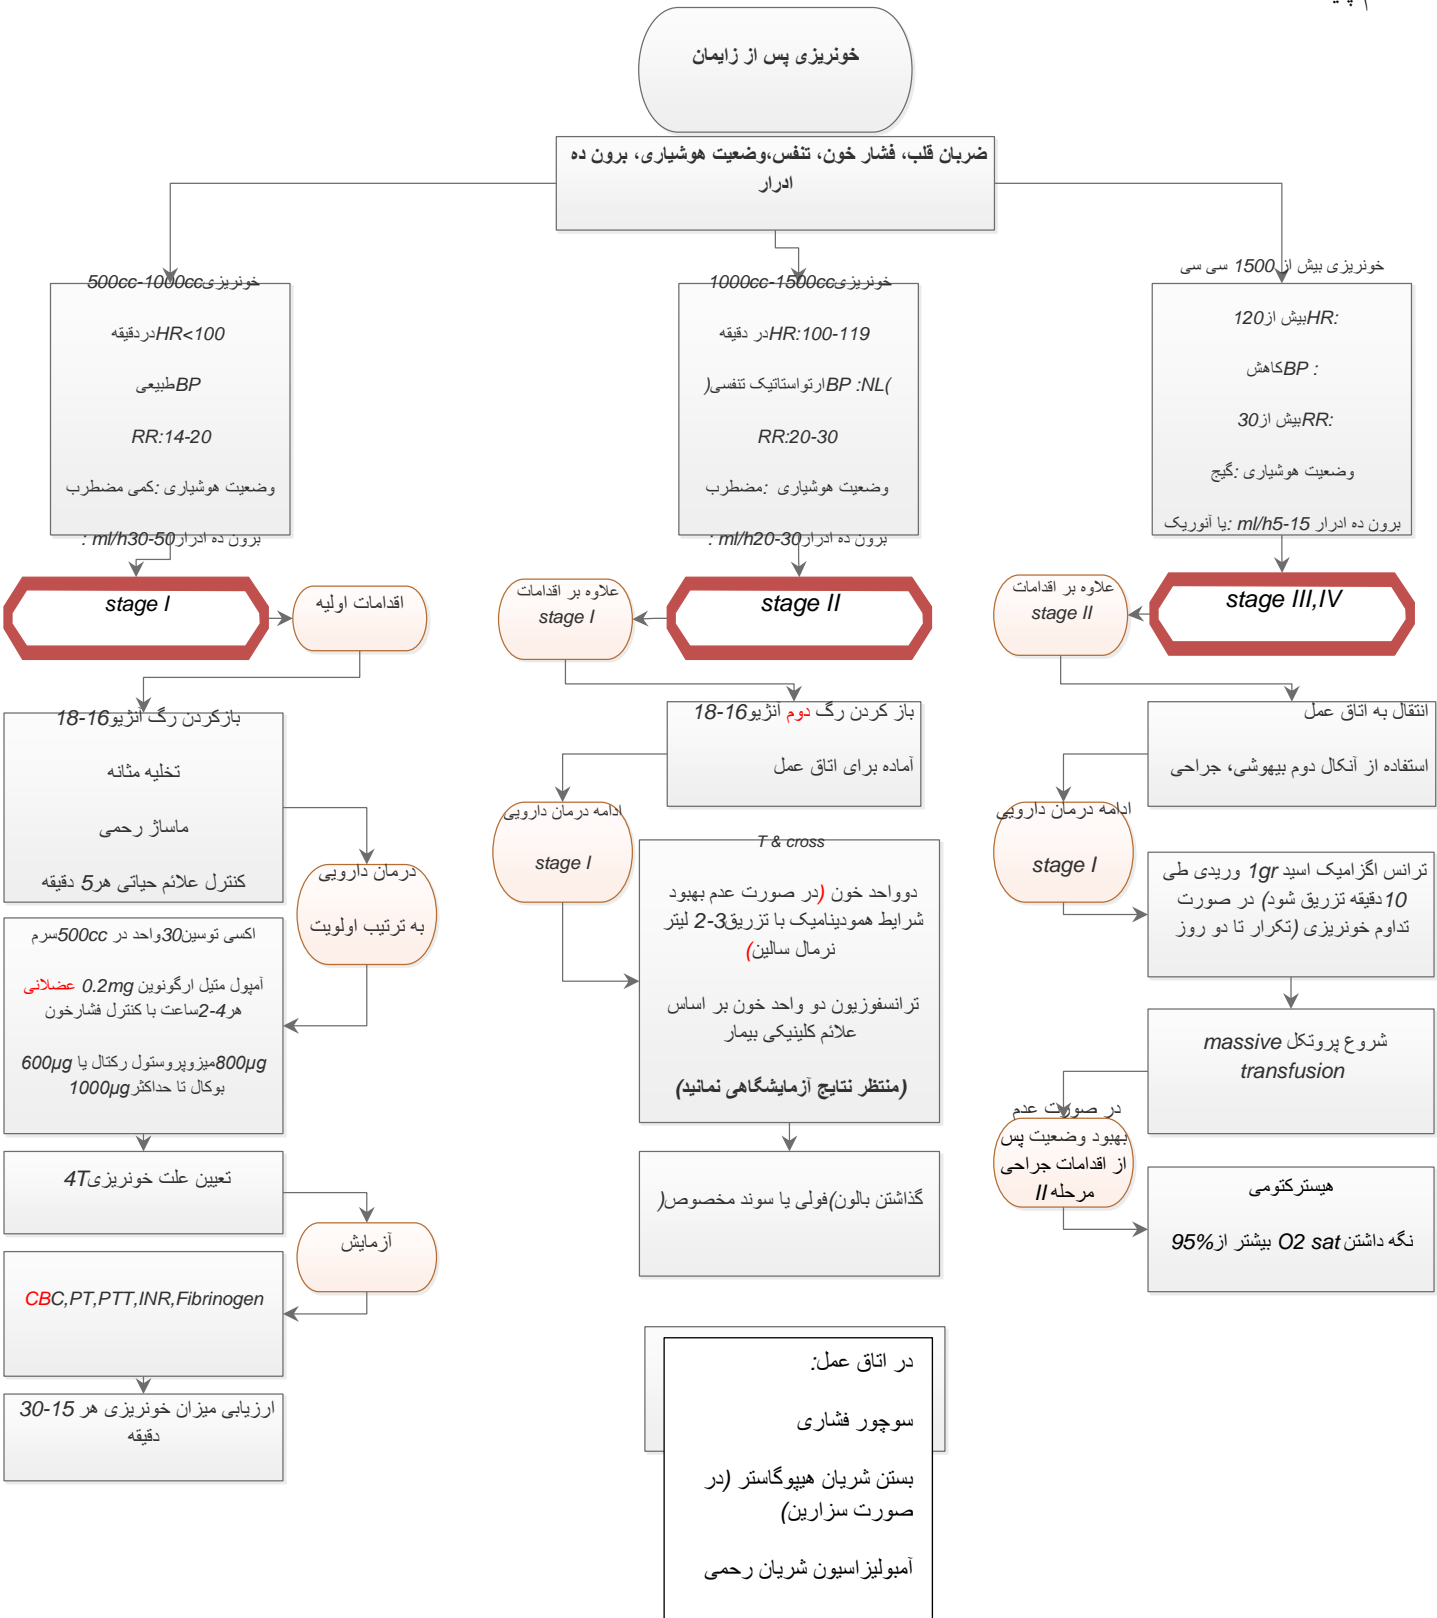 خونریزی پس از زایمان
ضربان قلب، فشار خون، تنفس،وضعیت هوشیاری، برون ده
ادرار
خونریزی500cc-1000cc
HR<100دردقیقه
BPطبیعی
RR:14-20
وضعیت هوشیاری :کمی مضطرب
برون ده ادرار30-50ml/h :
stage I
اقدامات اولیه
بازکردن رگ آنژیو16-18
تخلیه مثانه
ماساژ رحمی
کنترل علائم حیاتی هر5 دقیقه
درمان دارویی
به ترتیب اولویت
اکسی توسین30واحد در 500ccسرم
آمپول متیل ارگونوین 0.2mg عضلانی
هر4-2ساعت با کنترل فشارخون
800µgمیزوپروستول رکتال یا 600µg
بوکال تا حداکثر1000µg
تعیین علت خونریزی4T
آزمایش
CBC,PT,PTT,INR,Fibrinogen
ارزیابی میزان خونریزی هر 15-30
دقیقه
خونریزی1000cc-1500cc
HR:100-119در دقیقه
)BP :NLارتواستاتیک تنفسی(
RR:20-30
وضعیت هوشیاری :مضطرب
برون ده ادرار20-30ml/h :
stage II
علاوه بر اقدامات
stage I
باز کردن رگ دوم آنژیو16-18
آماده برای اتاق عمل
ادامه درمان دارویی
stage I
T & cross
دوواحد خون (در صورت عدم بهبود
شرایط همودینامیک با تزریق3-2 لیتر
نرمال سالین)
ترانسفوزیون دو واحد خون بر اساس
علائم کلینیکی بیمار
(منتظر نتایج آزمایشگاهی نمانید)
گذاشتن بالون)فولی یا سوند مخصوص(
در اتاق عمل:
سوچور فشاری
بستن شریان هیپوگاستر (در
صورت سزارین)
آمبولیزاسیون شریان رحمی
خونریزی بیش از 1500 سی سی
HR:بیش از120
BP :کاهش
RR:بیش از30
وضعیت هوشیاری :گیج
برون ده ادرار 5-15ml/h :یا آنوریک
stage III,IV
علاوه بر اقدامات
stage II
انتقال به اتاق عمل
استفاده از آنکال دوم بیهوشی، جراحی
ادامه درمان دارویی
stage I
ترانس اگزامیک اسید 1gr وریدی طی
10دقیقه تزریق شود) در صورت
تداوم خونریزی (تکرار تا دو روز
شروع پروتکل massive
transfusion
در صورت عدم
بهبود وضعیت پس
از اقدامات جراحی
مرحله II
هیسترکتومی
نگه داشتن O2 sat بیشتر از95%